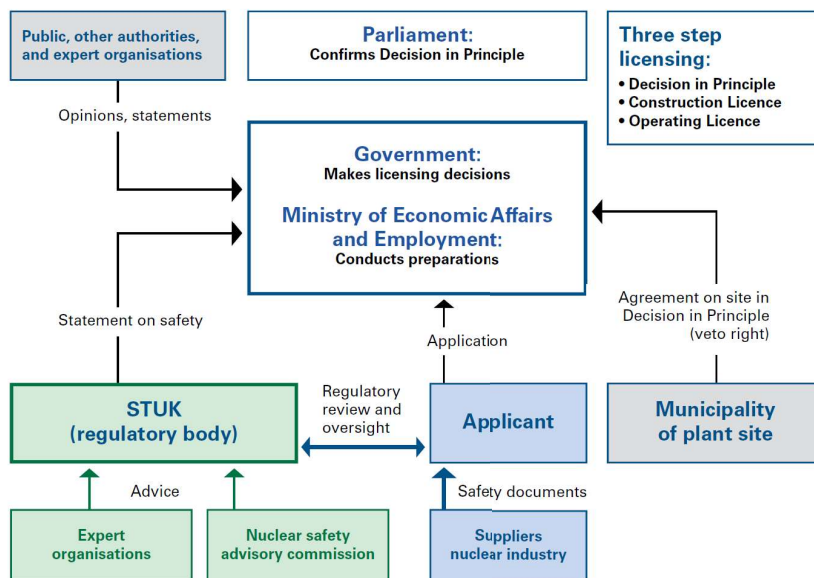 Public, other authorities,
and expert organisations
Parliament:
Confirms Decision in Principle
Three step
licensing:
• Decision in Principle
• Construction Licence
• Operating Licence
Opinions, statements
Government:
Makes licensing decisions
Ministry of Economic Affairs
and Employment:
Conducts preparations
Statement on safety
Application
Agreement on site in
Decision in Principle
(veto right)
STUK
(regulatory body)
Regulatory
review and
oversight
Applicant
Municipality
of plant site
Advice
Safety documents
Expert
organisations
Nuclear safety
advisory commission
Suppliers
nuclear industry